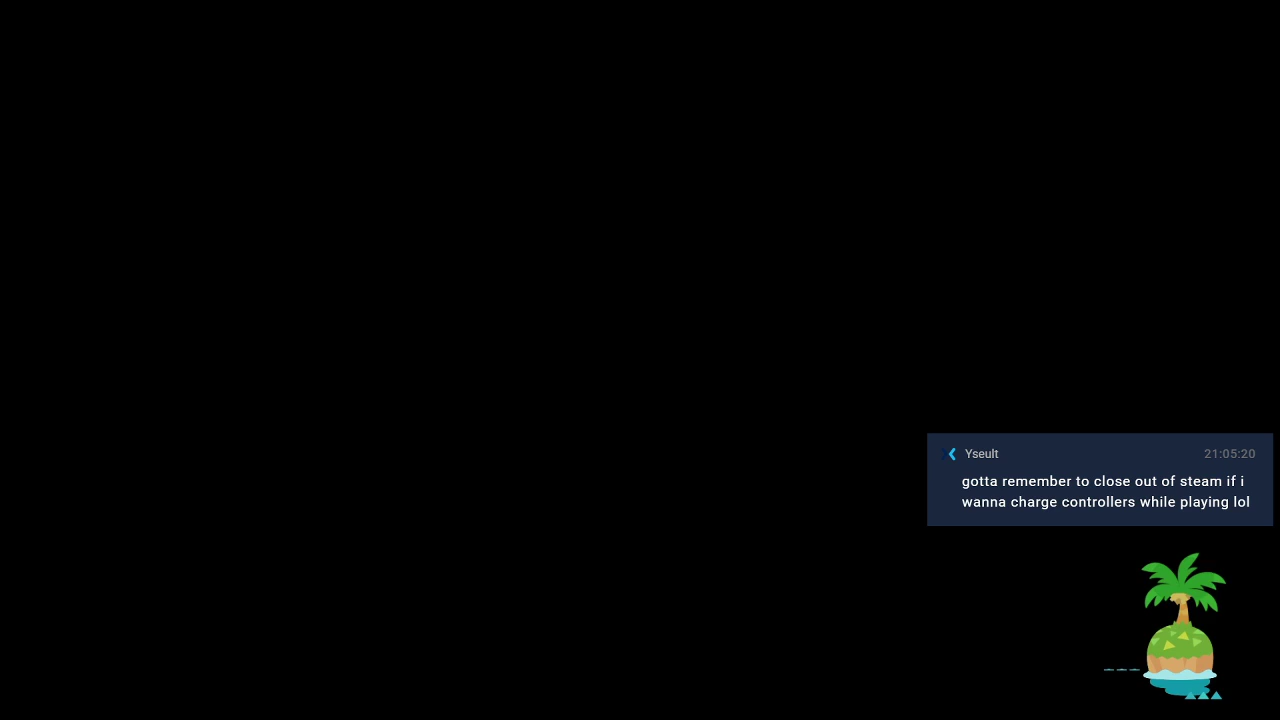 Yseult 21:05:20
gotta remember to close out of steam if i
wanna charge controllers while playing lol